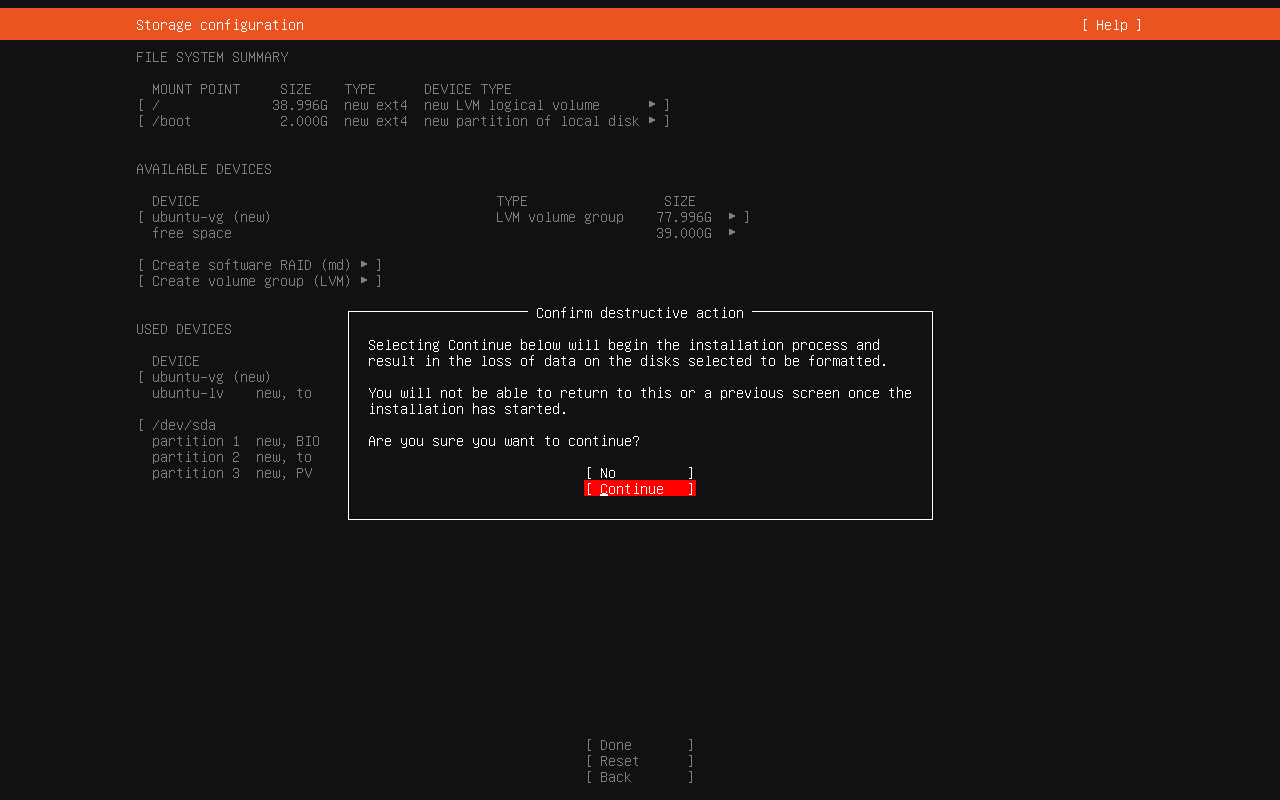 Storage configuration [ Help ]
FILE SYSTEM SUMMARY
MOUNT POINT SIZE TYPE DEVICE TYPE
[ / 38.996G new ext4 new LVM logical volume ▸ ]
[ /boot 2.000G new ext4 new partition of local disk ▸ ]
AVAILABLE DEVICES
DEVICE TYPE SIZE
[ ubuntu-vg (new) LVM volume group 77.996G ▸ ]
free space 39.000G ▸
[ Create software RAID (md) ▸ ]
[ Create volume group (LVM) ▸ ]
USED DEVICES
DEVICE
[ ubuntu-vg (new)
ubuntu-lv new, to
[ /dev/sda
partition 1 new, BIO
partition 2 new, to
partition 3 new, PV
Confirm destructive action
Selecting Continue below will begin the installation process and
result in the loss of data on the disks selected to be formatted.
You will not be able to return to this or a previous screen once the
installation has started.
Are you sure you want to continue?
[ No ]
[ Continue ]
[ Done ]
[ Reset ]
[ Back ]